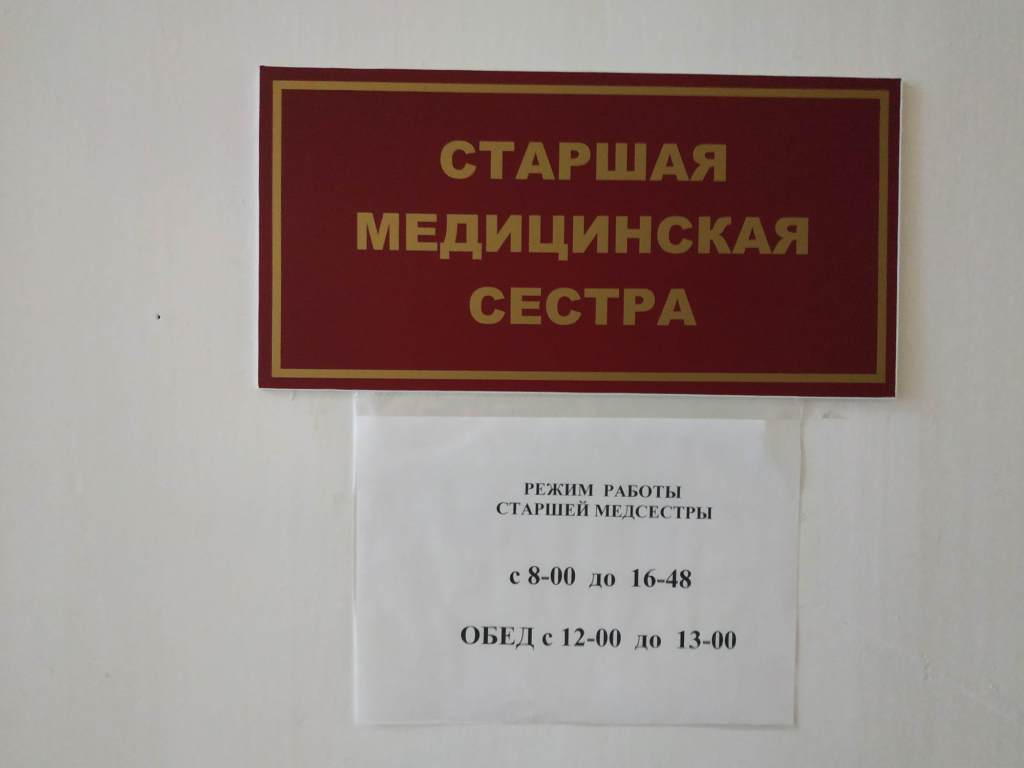 СТАРШАЯ
МЕДИЦИНСКАЯ
СЕСТРА
РЕЖИМ РАБОТЫ
СТАРШЕЙ МЕДСЕСТРЫ
с 8-00 до 16-48
ОБЕД с 12-00 до 13-00